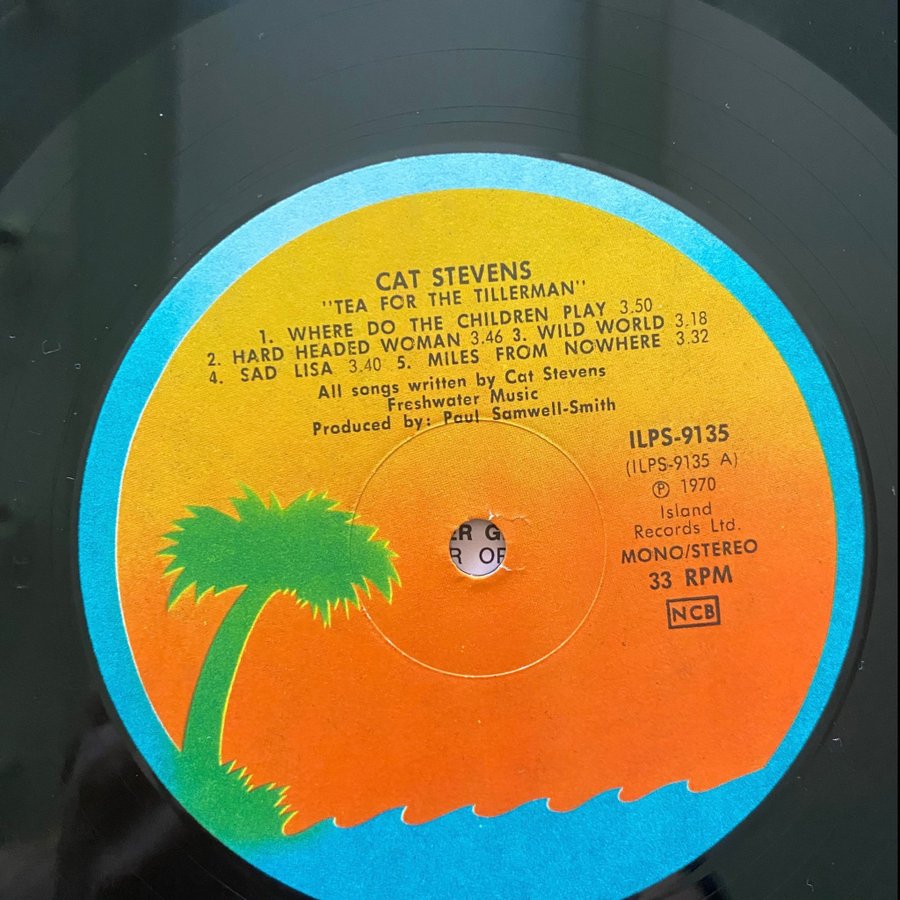 CAT STEVENS
"TEA FOR THE TILLERMAN"
1. WHERE DO THE CHILDREN PLAY 3.50
2. HARD HEADED WOMAN 3.46 3. WILD WORLD 3.18
4. SAD LISA 3.40 5. MILES FROM NOWHERE 3.32
All songs written by Cat Stevens
Freshwater Music
Produced by: Paul Samwell-Smith
ILPS-9135
(ILPS-9135 A)
Ⓟ 1970
Island
Records Ltd.
MONO/STEREO
33 RPM
NCB
ER G
R OF